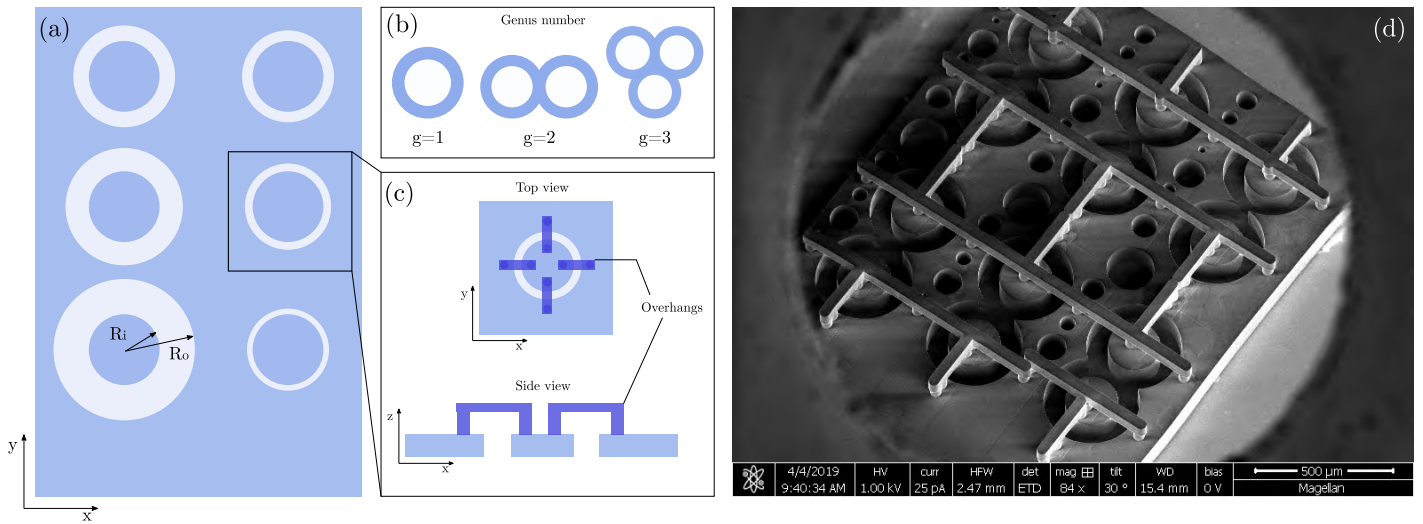 (a)
R_i
R_o
y
x
(b)
Genus number
g=1
g=2
g=3
(c)
Top view
y
x
Overhangs
Side view
z
x
(d)
4/4/2019
9:40:34 AM
HV
1.00 kV
curr
25 pA
HFW
2.47 mm
det
ETD
mag ⊞
84 x
tilt
30 °
WD
15.4 mm
bias
0 V
500 µm
Magellan